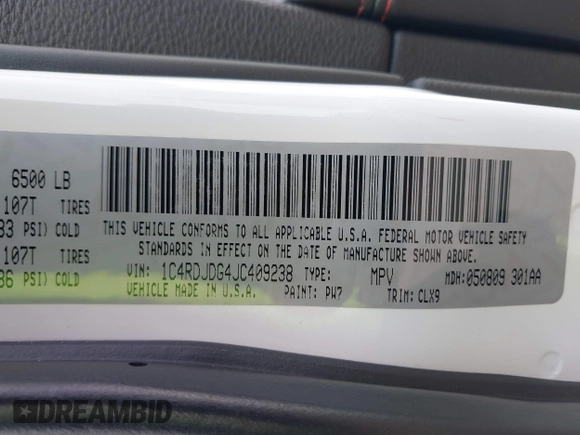 6500 LB
107T TIRES
33 PSI) COLD
107T TIRES
36 PSI) COLD
THIS VEHICLE CONFORMS TO ALL APPLICABLE U.S.A. FEDERAL MOTOR VEHICLE SAFETY
STANDARDS IN EFFECT ON THE DATE OF MANUFACTURE SHOWN ABOVE.
VIN: 1C4RDJDG4JC409238 TYPE: MPV MDH:050809 301AA
VEHICLE MADE IN U.S.A. PAINT: PW7 TRIM: CLX9
DREAMBID